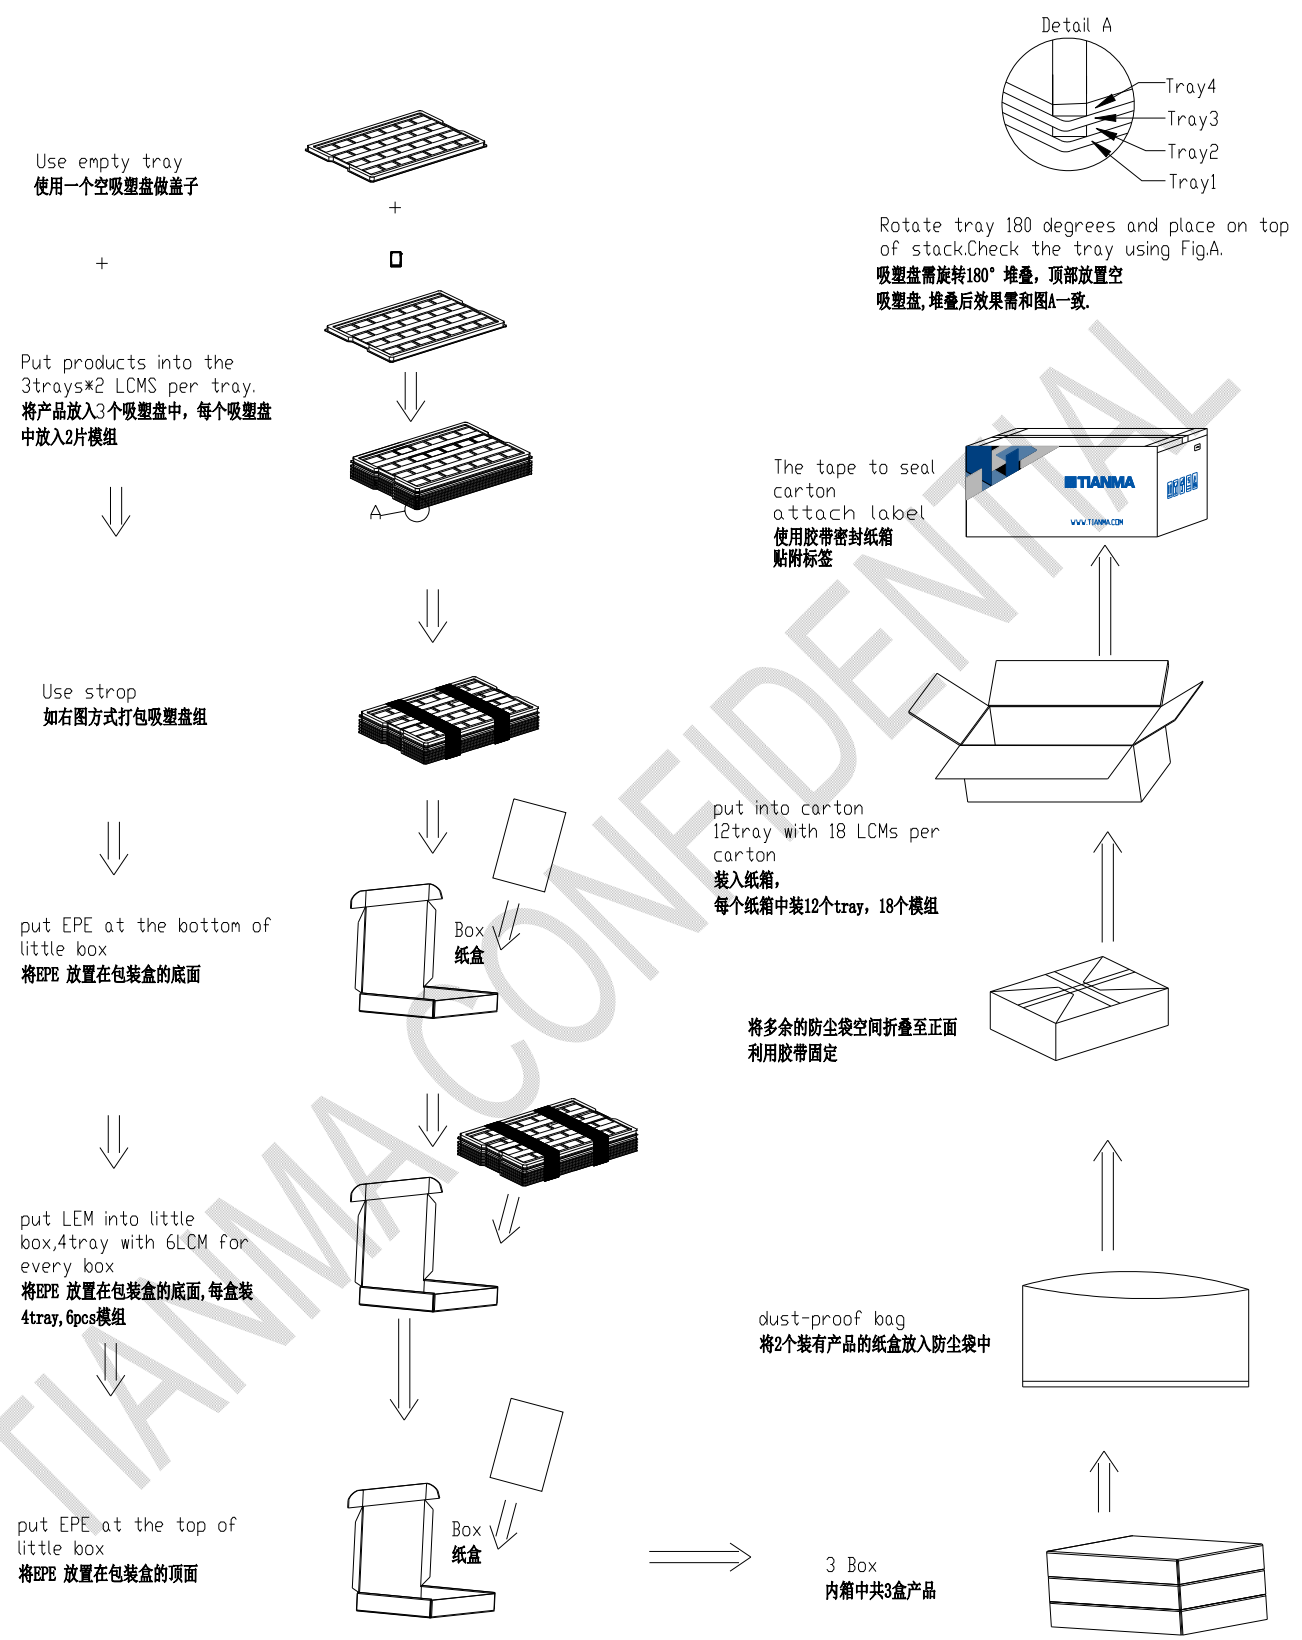 Detail A
Tray4
Tray3
Tray2
Tray1
Rotate tray 180 degrees and place on top
of stack.Check the tray using Fig.A.
吸塑盘需旋转180°堆叠，顶部放置空
吸塑盘,堆叠后效果需和图A一致.
Use empty tray
使用一个空吸塑盘做盖子
+
+
Put products into the
3trays*2 LCMS per tray.
将产品放入3个吸塑盘中，每个吸塑盘
中放入2片模组
A
Use strop
如右图方式打包吸塑盘组
put EPE at the bottom of
little box
将EPE 放置在包装盒的底面
Box
纸盒
put LEM into little
box,4tray with 6LCM for
every box
将EPE 放置在包装盒的底面,每盒装
4tray,6pcs模组
put EPE at the top of
little box
将EPE 放置在包装盒的顶面
Box
纸盒
3 Box
内箱中共3盒产品
dust-proof bag
将2个装有产品的纸盒放入防尘袋中
将多余的防尘袋空间折叠至正面
利用胶带固定
put into carton
12tray with 18 LCMs per
carton
装入纸箱，
每个纸箱中装12个tray，18个模组
The tape to seal
carton
attach label
使用胶带密封纸箱
贴附标签
TIANMA
WWW.TIANMA.COM
TIANMA CONFIDENTIAL